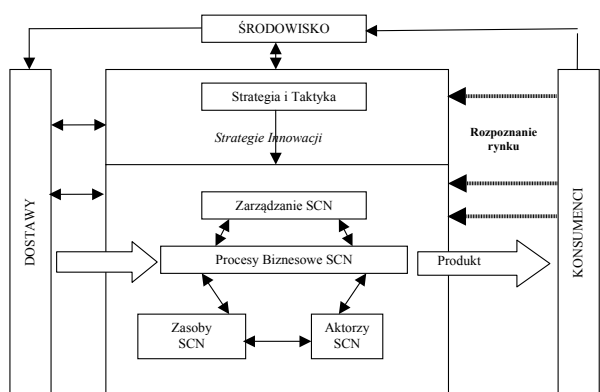 ŚRODOWISKO
Strategia i Taktyka
Strategie Innowacji
Rozpoznanie
rynku
DOSTAWY
Zarządzanie SCN
Procesy Biznesowe SCN
Produkt
KONSUMENCI
Zasoby
SCN
Aktorzy
SCN